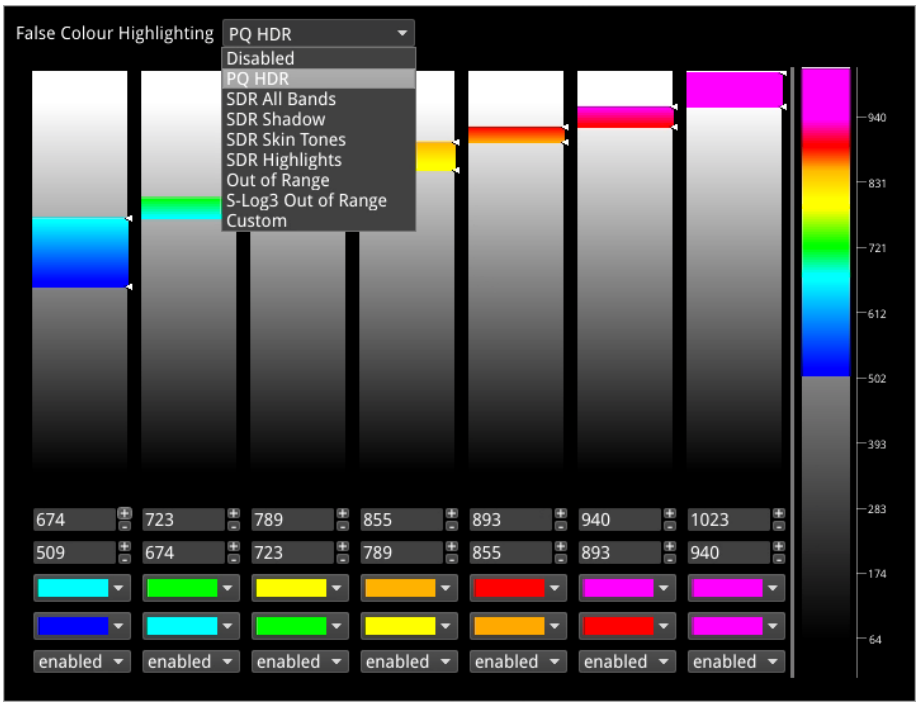 False Colour Highlighting PQ HDR
Disabled
PQ HDR
SDR All Bands
SDR Shadow
SDR Skin Tones
SDR Highlights
Out of Range
S-Log3 Out of Range
Custom
940
831
721
612
502
393
283
174
64
674 + - 723 + - 789 + - 855 + - 893 + - 940 + - 1023 + -
509 + - 674 + - 723 + - 789 + - 855 + - 893 + - 940 + -
enabled enabled enabled enabled enabled enabled enabled